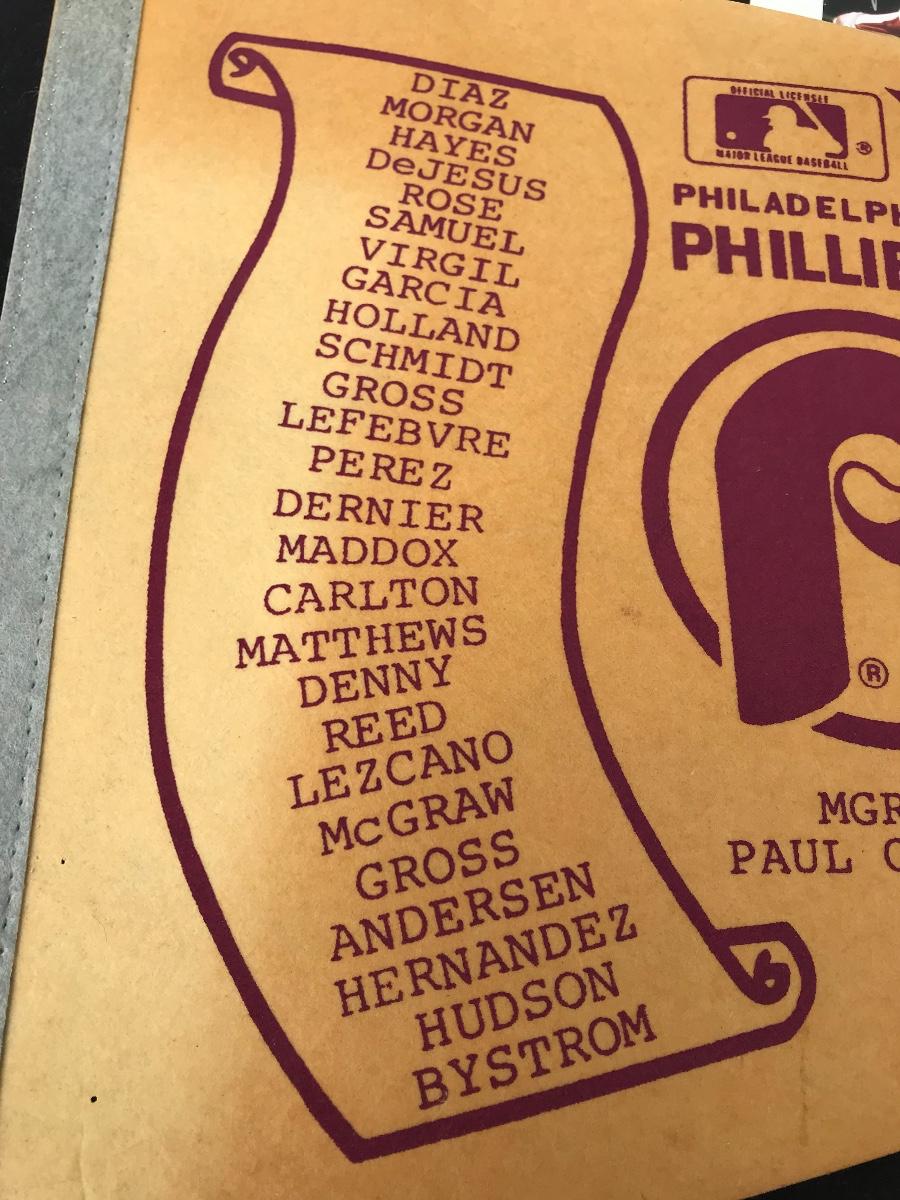 DIAZ
MORGAN
HAYES
DeJESUS
ROSE
SAMUEL
VIRGIL
GARCIA
HOLLAND
SCHMIDT
GROSS
LEFEBVRE
PEREZ
DERNIER
MADDOX
CARLTON
MATTHEWS
DENNY
REED
LEZCANO
McGRAW
GROSS
ANDERSEN
HERNANDEZ
HUDSON
BYSTROM
OFFICIAL LICENSEE
MAJOR LEAGUE BASEBALL
®
PHILADELPH
PHILLIE
P
®
MGR
PAUL